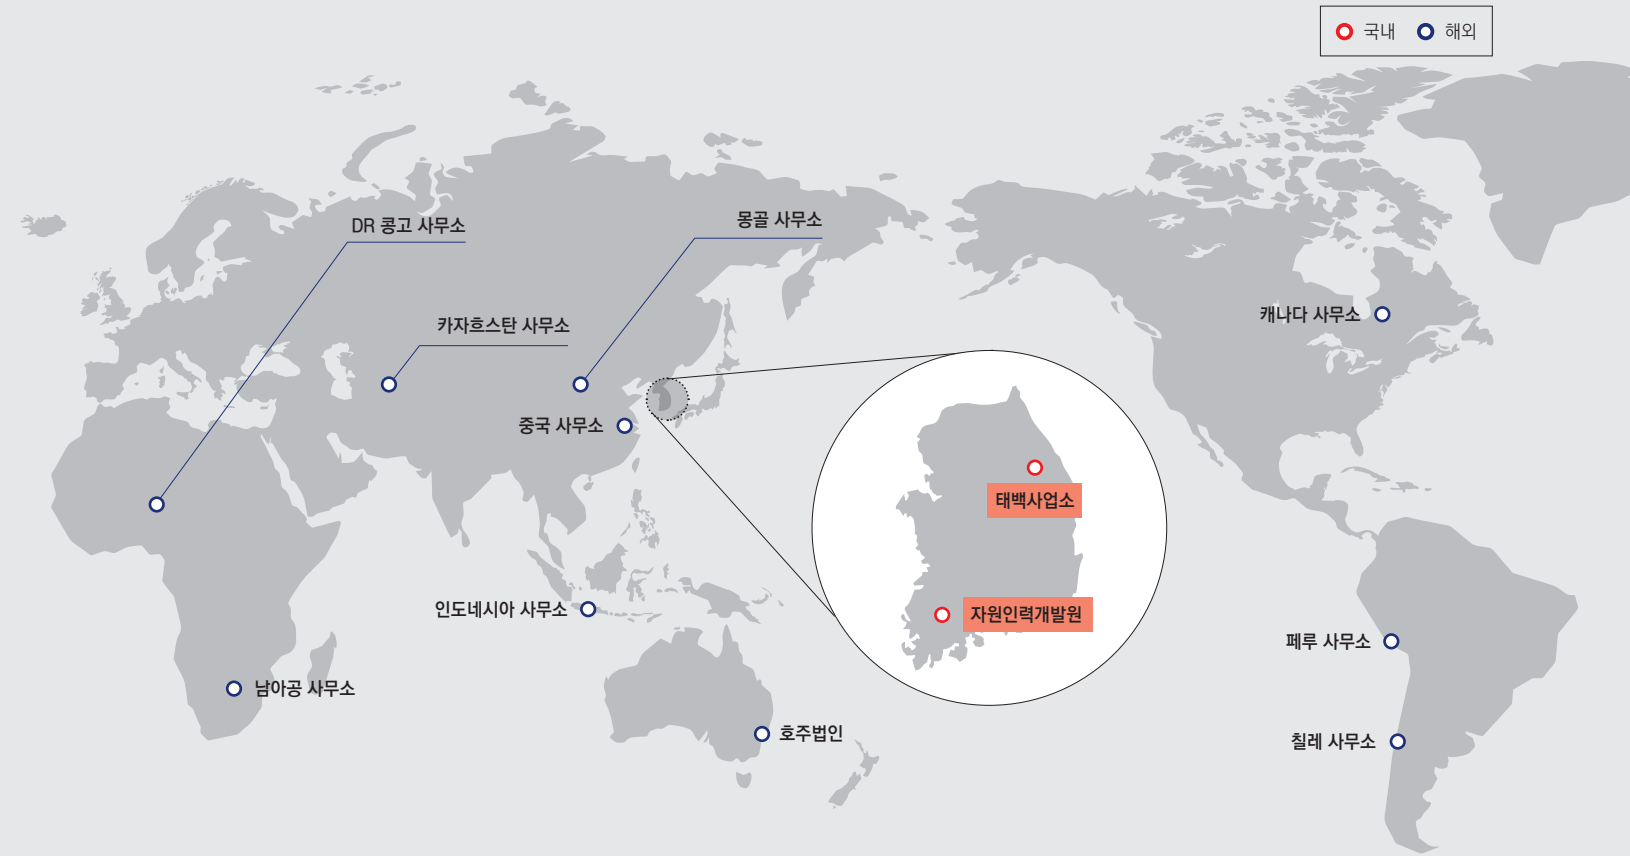 국내
해외
DR 콩고 사무소
몽골 사무소
카자흐스탄 사무소
캐나다 사무소
중국 사무소
태백사업소
인도네시아 사무소
자원인력개발원
페루 사무소
남아공 사무소
호주법인
칠레 사무소